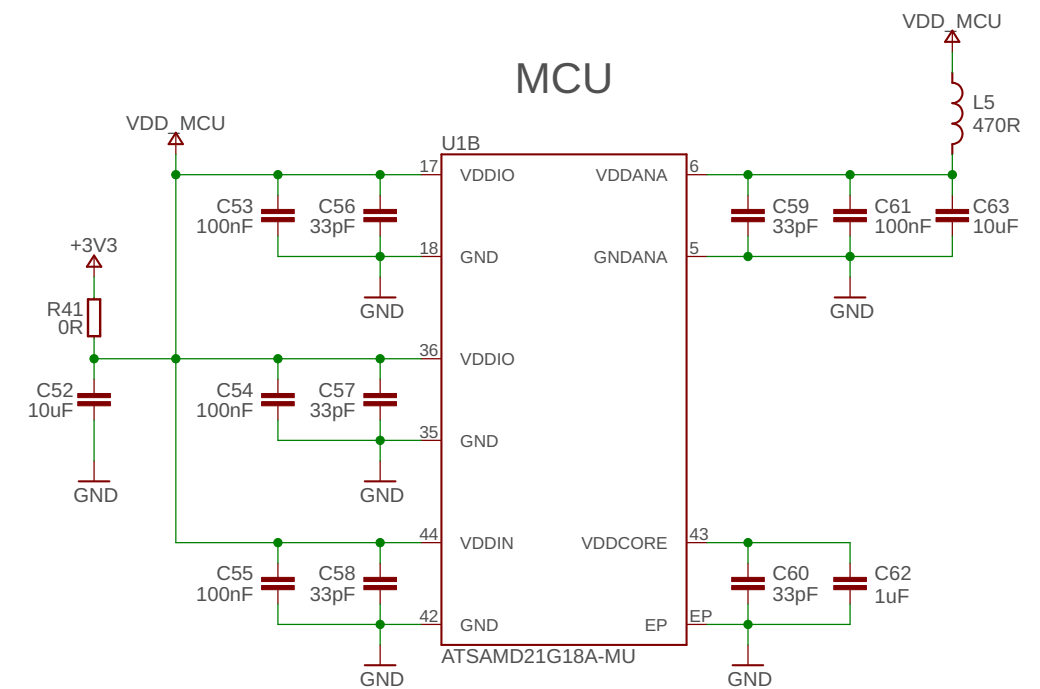 VDD_MCU
MCU
L5
470R
VDD_MCU
U1B
17 VDDIO VDDANA 6
C53
100nF
C56
33pF
C59
33pF
C61
100nF
C63
10uF
+3V3
18 GND GNDANA 5
R41
0R
GND
GND
36 VDDIO
C52
10uF
C54
100nF
C57
33pF
35 GND
GND
GND
44 VDDIN VDDCORE 43
C55
100nF
C58
33pF
C60
33pF
C62
1uF
42 GND EP EP
ATSAMD21G18A-MU
GND
GND